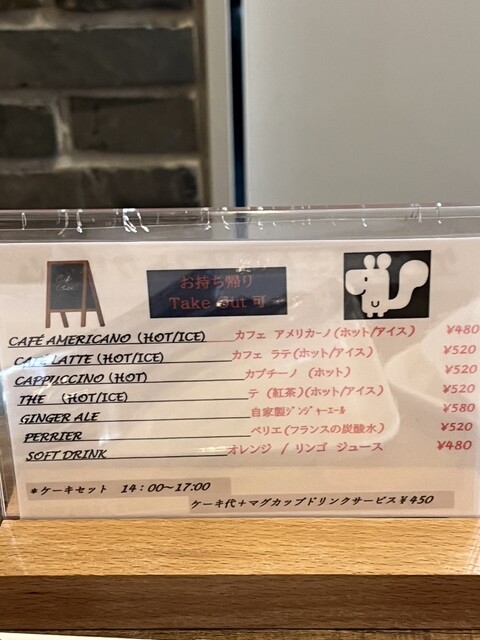 お持ち帰り
Take out 可
CAFÉ AMERICANO (HOT/ICE) カフェ アメリカーノ(ホット/アイス) ¥480
CAFE LATTE (HOT/ICE) カフェ ラテ(ホット/アイス) ¥520
CAPPUCCINO (HOT) カプチーノ (ホット) ¥520
THE (HOT/ICE) テ (紅茶)(ホット/アイス) ¥520
GINGER ALE 自家製ｼﾞﾝｼﾞｬｰｴｰﾙ ¥580
PERRIER ペリエ(フランスの炭酸水) ¥520
SOFT DRINK オレンジ / リンゴ ジュース ¥480
*ケーキセット 14：00～17:00
ケーキ代+マグカップドリンクサービス¥450